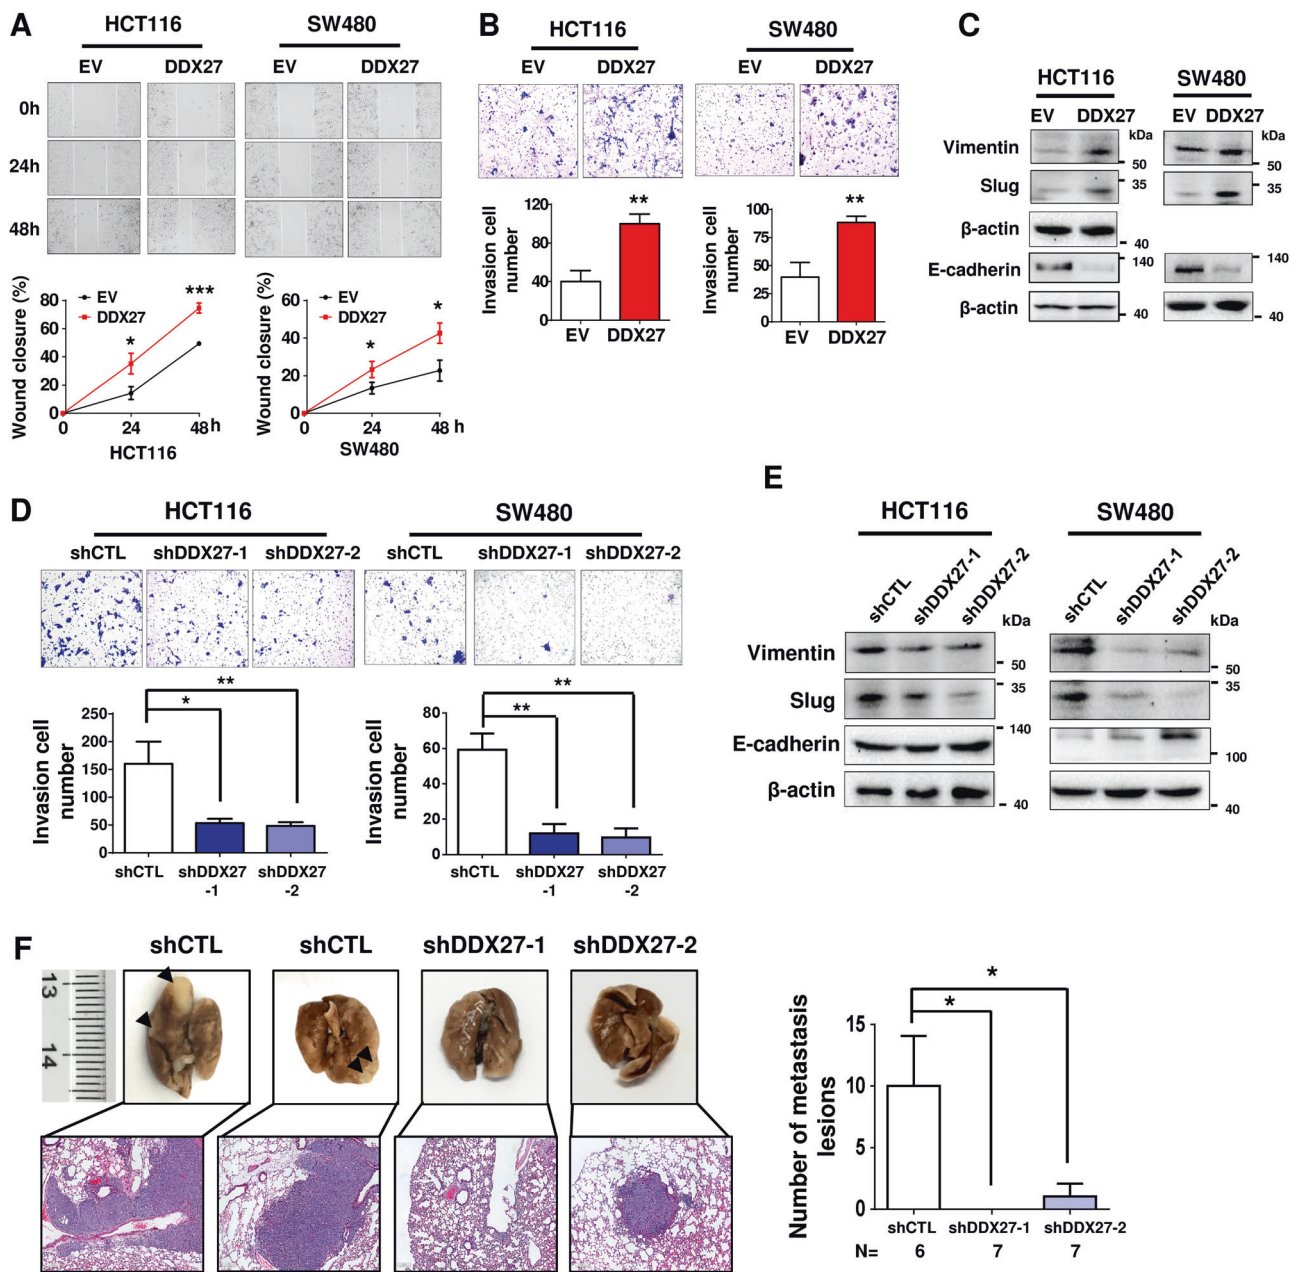 A
HCT116
SW480
EV
DDX27
EV
DDX27
0h
24h
48h
Wound closure (%)
80
60
40
20
0
EV
DDX27
*
***
0
24
48
h
HCT116
Wound closure (%)
60
40
20
0
EV
DDX27
*
*
0
24
48
h
SW480
B
HCT116
SW480
EV
DDX27
EV
DDX27
Invasion cell
number
120
80
40
0
**
EV
DDX27
Invasion cell
number
100
75
50
25
0
**
EV
DDX27
C
HCT116
SW480
EV
DDX27
kDa
EV
DDX27
kDa
Vimentin
50
50
Slug
35
35
β-actin
40
E-cadherin
140
140
β-actin
40
40
D
HCT116
SW480
shCTL
shDDX27-1
shDDX27-2
shCTL
shDDX27-1
shDDX27-2
Invasion cell
number
250
200
150
100
50
0
**
*
shCTL
shDDX27
-1
shDDX27
-2
Invasion cell
number
80
60
40
20
0
**
**
shCTL
shDDX27
-1
shDDX27
-2
E
HCT116
SW480
shCTL
shDDX27-1
shDDX27-2
kDa
shCTL
shDDX27-1
shDDX27-2
kDa
Vimentin
50
50
Slug
35
35
E-cadherin
140
100
β-actin
40
40
F
shCTL
shCTL
shDDX27-1
shDDX27-2
13
14
Number of metastasis
lesions
15
10
5
0
*
*
shCTL
shDDX27-1
shDDX27-2
N=
6
7
7